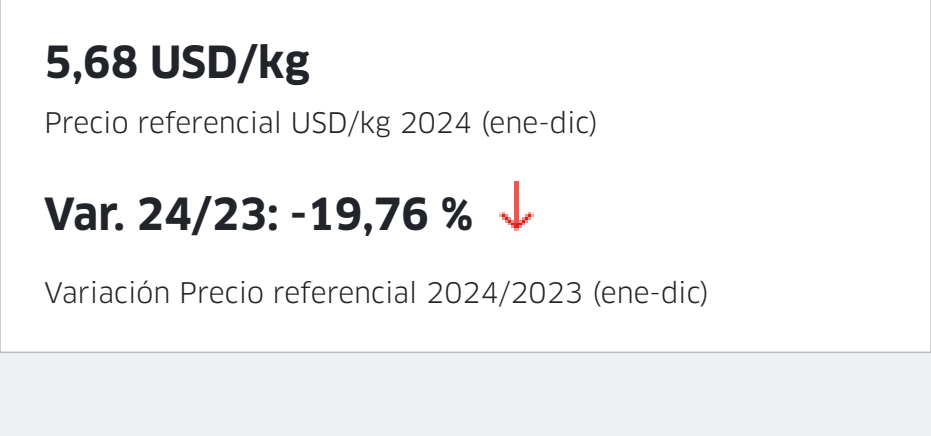 5,68 USD/kg
Precio referencial USD/kg 2024 (ene-dic)
Var. 24/23: -19,76 %
Variación Precio referencial 2024/2023 (ene-dic)